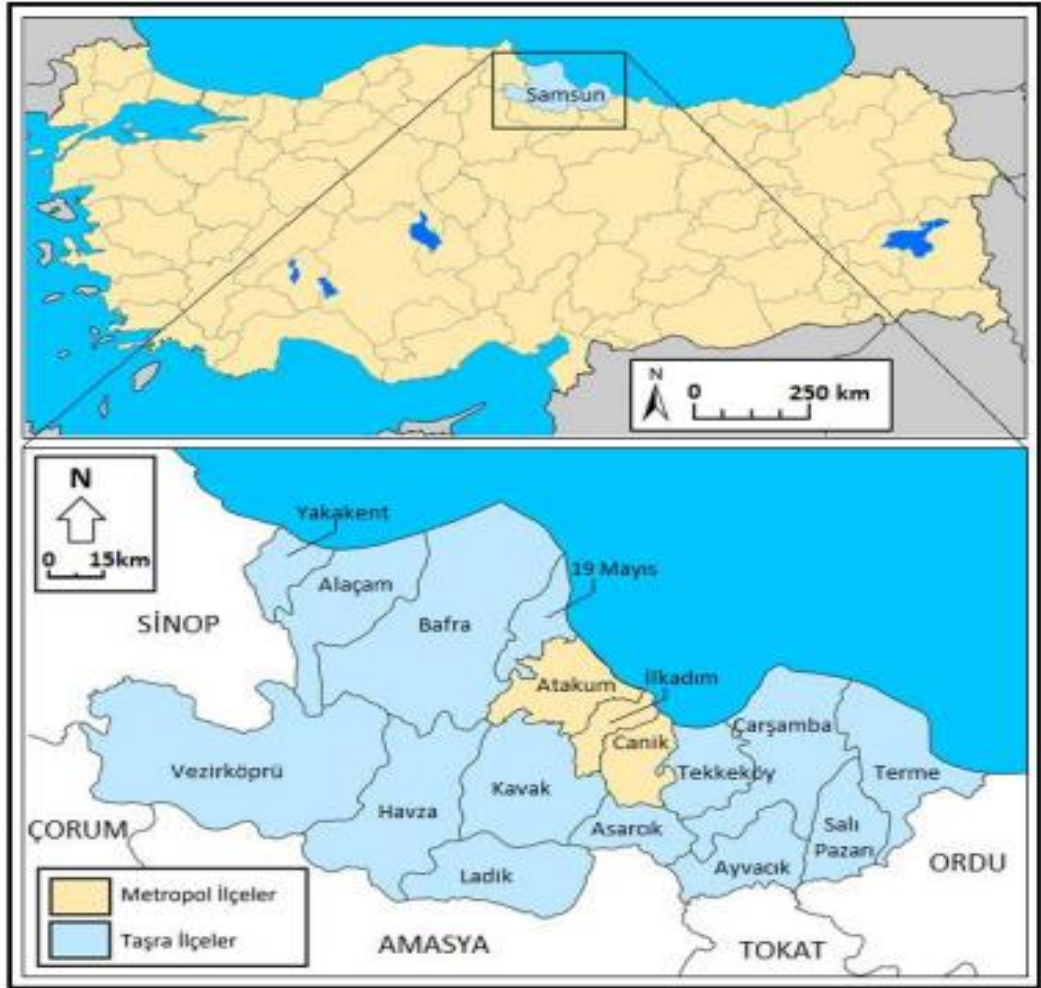 Samsun
N
0 250 km
N
0 15km
Yakakent
Alaçam
19 Mayıs
SİNOP
Bafra
Atakum
İlkadım
Canik
Çarşamba
Vezirköprü
Tekkeköy
Terme
Kavak
Havza
Asarcık
Salı
Pazarı
ÇORUM
Ladik
Ayvacık
ORDU
Metropol İlçeler
Taşra İlçeler
AMASYA
TOKAT